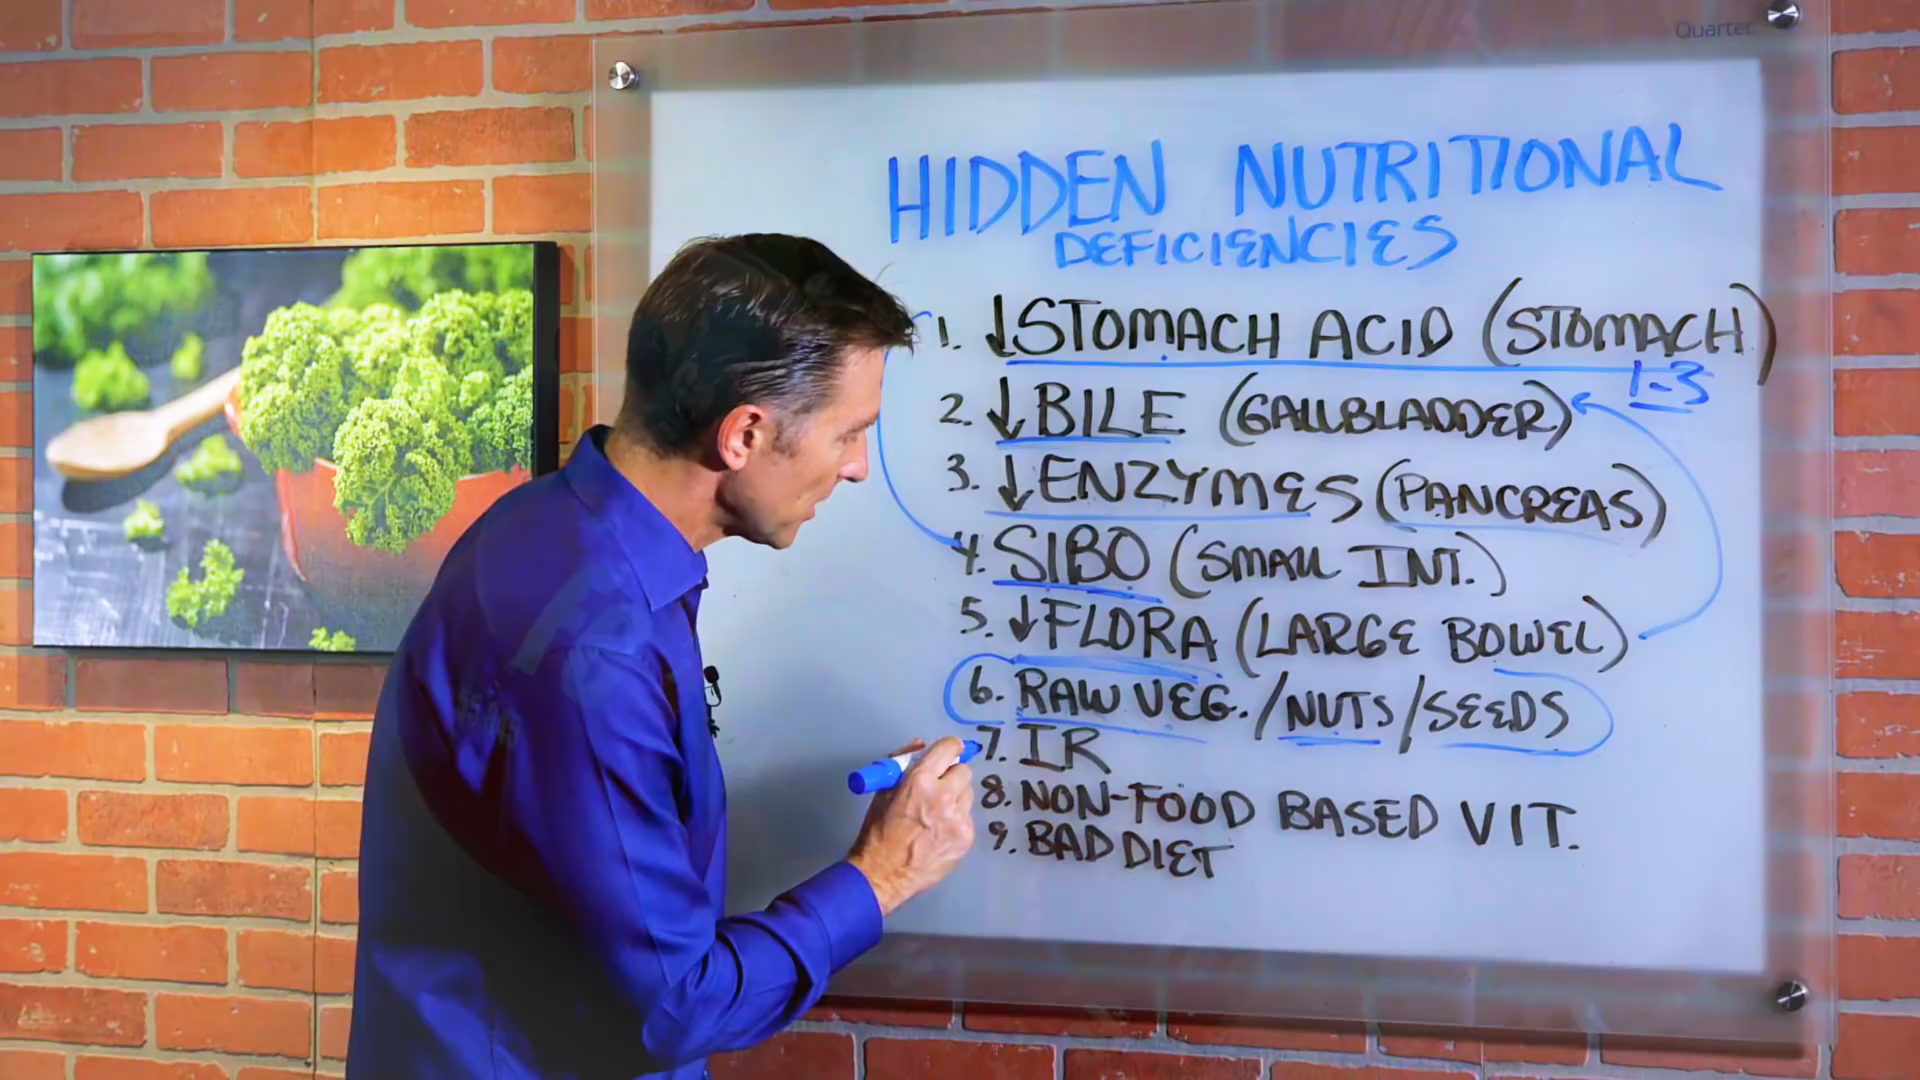 Quartet
HIDDEN NUTRITIONAL
DEFICIENCIES
1. ↓STOMACH ACID (STOMACH)
1-3
2. ↓BILE (GALLBLADDER)
3. ↓ENZYMES (PANCREAS)
4. SIBO (SMALL INT.)
5. ↓FLORA (LARGE BOWEL)
6. RAW VEG./NUTS/SEEDS
7. IR
8. NON-FOOD BASED VIT.
9. BAD DIET